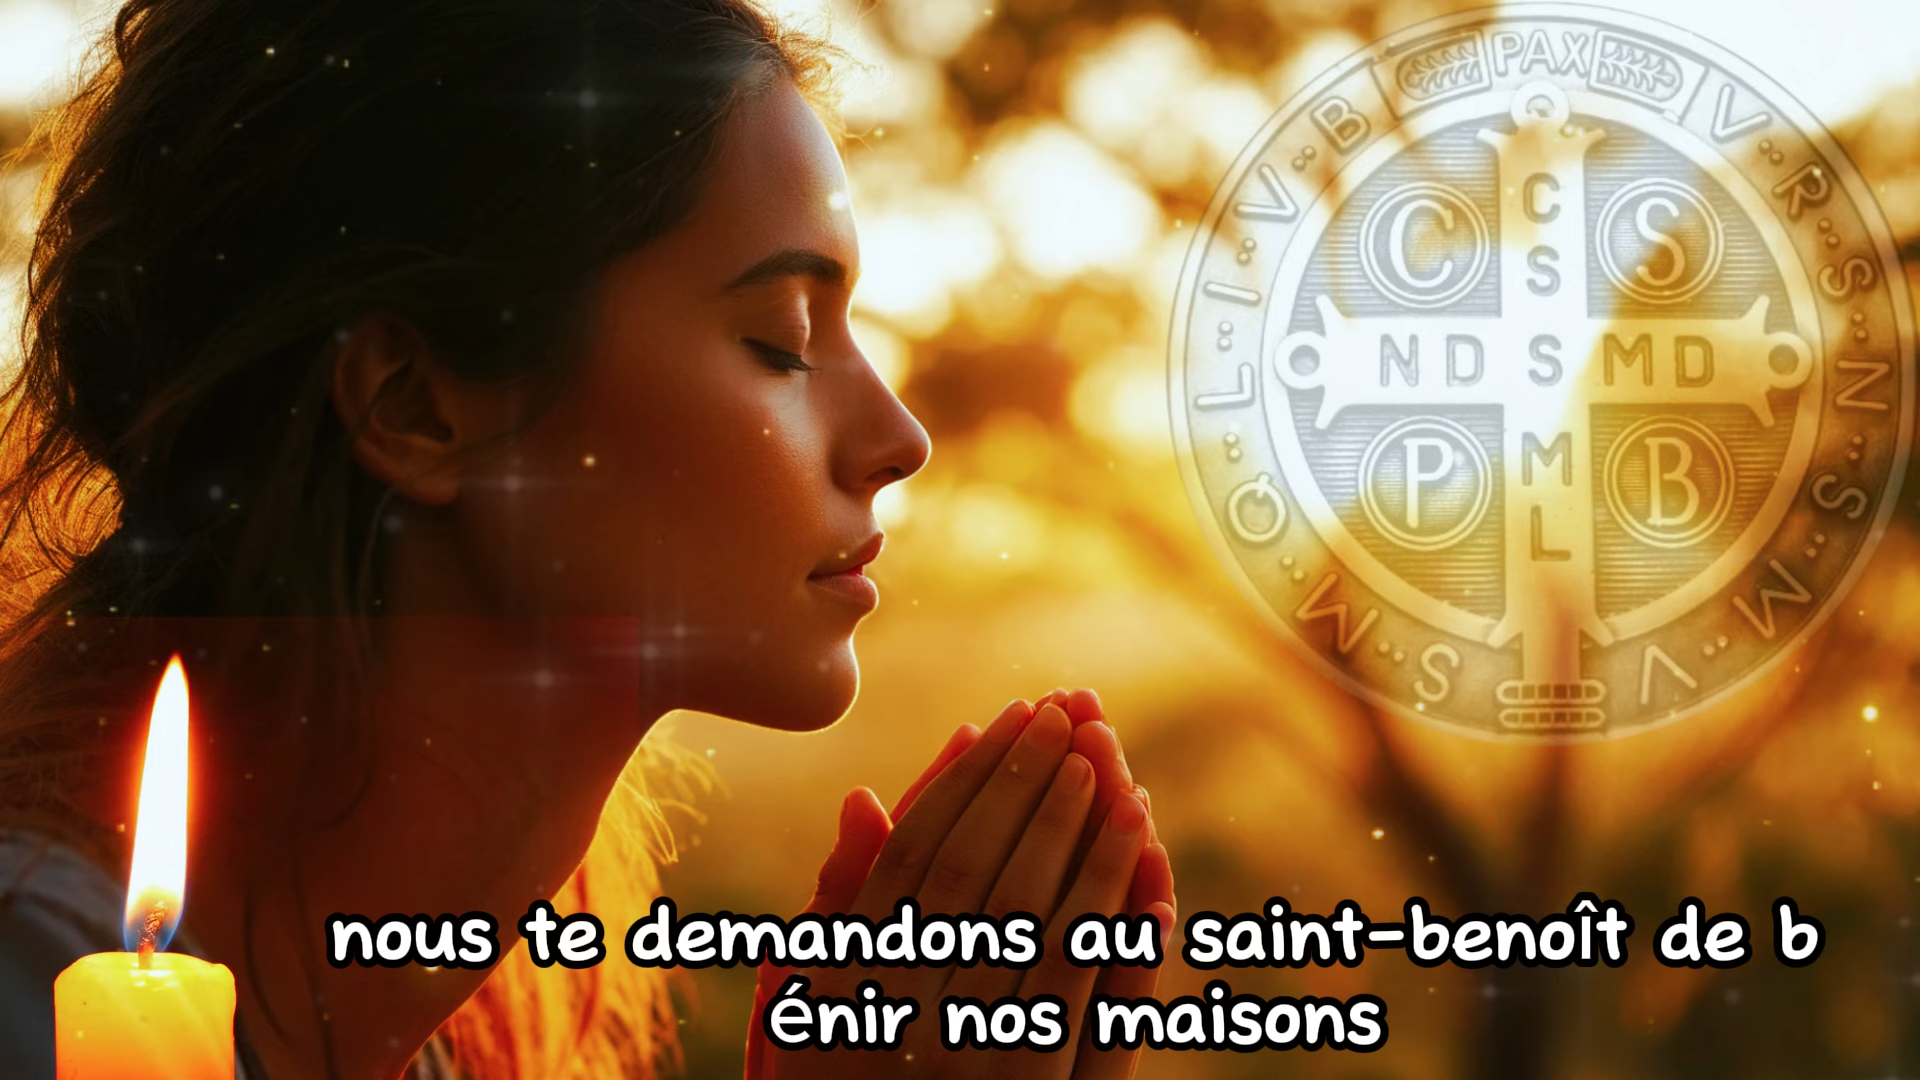 PAX
V R S N S M V
S M Q L I V B
C S
C
S
N D S M D
P B
M
L
nous te demandons au saint-benoît de b
énir nos maisons